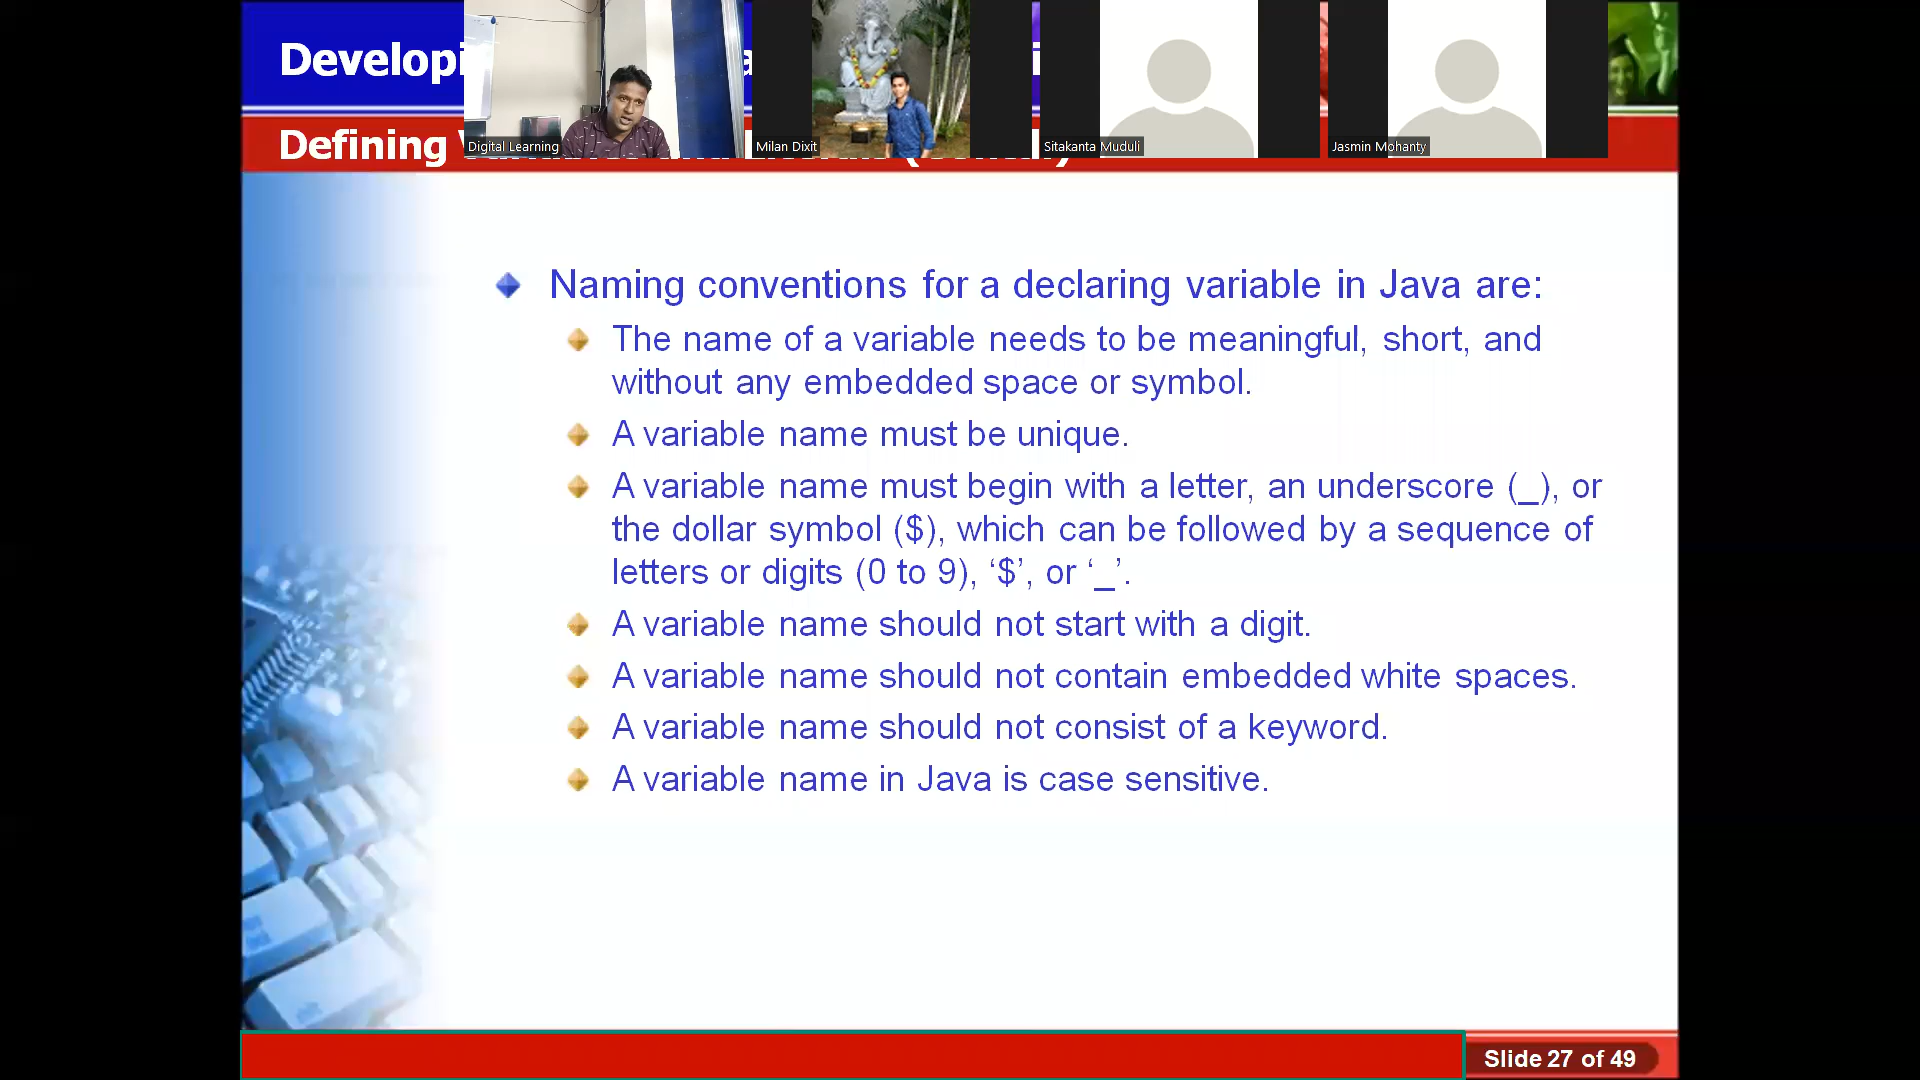 Developi
Defining
Digital Learning
Milan Dixit
Sitakanta Muduli
Jasmin Mohanty
Naming conventions for a declaring variable in Java are:
The name of a variable needs to be meaningful, short, and
without any embedded space or symbol.
A variable name must be unique.
A variable name must begin with a letter, an underscore (_), or
the dollar symbol ($), which can be followed by a sequence of
letters or digits (0 to 9), ‘$’, or ‘_’.
A variable name should not start with a digit.
A variable name should not contain embedded white spaces.
A variable name should not consist of a keyword.
A variable name in Java is case sensitive.
Slide 27 of 49